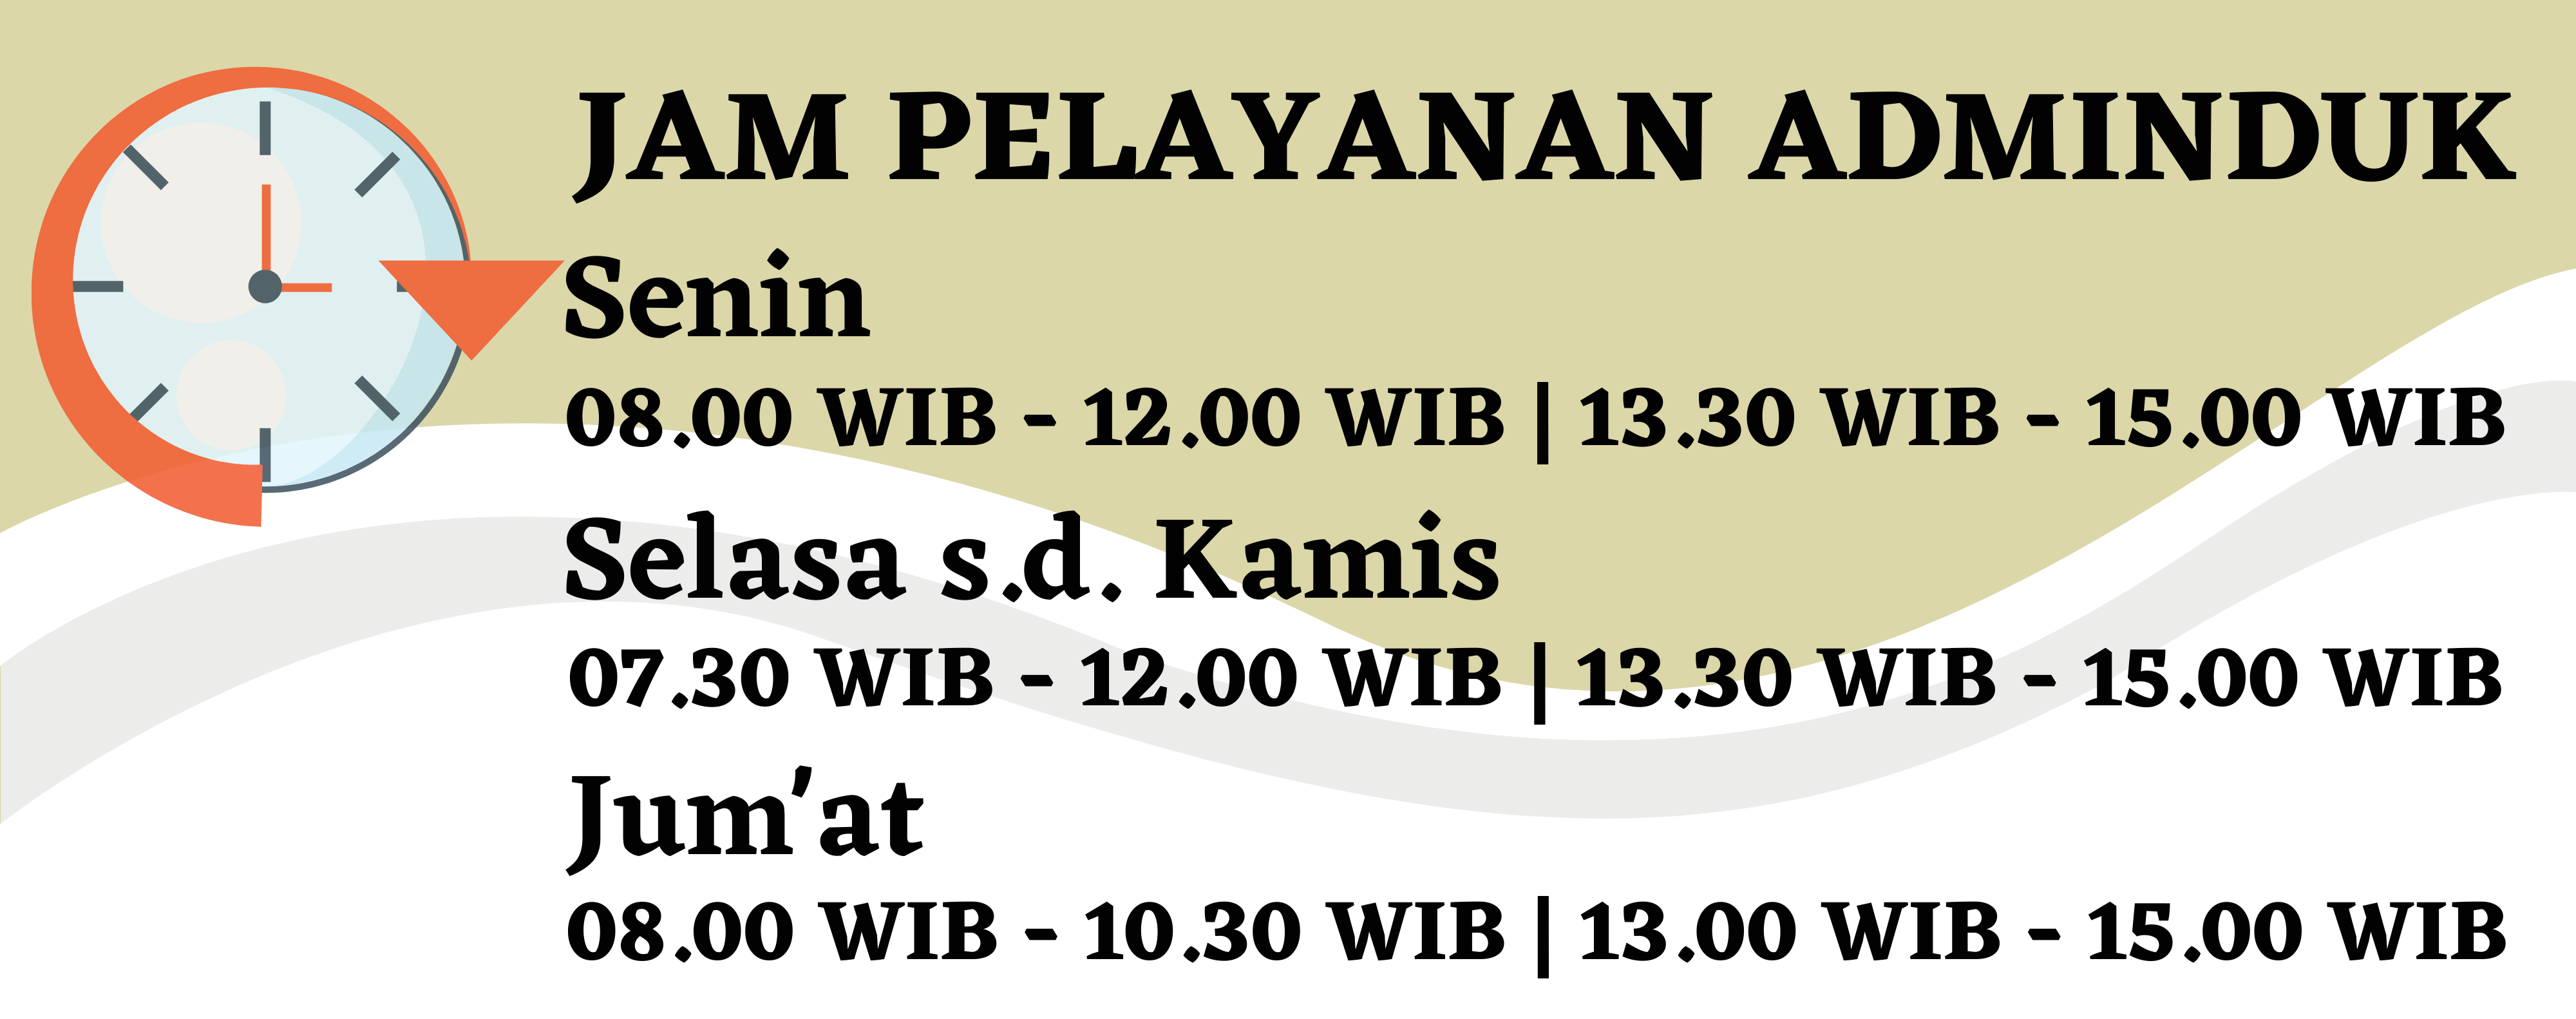 JAM PELAYANAN ADMINDUK
Senin
08.00 WIB - 12.00 WIB | 13.30 WIB - 15.00 WIB
Selasa s.d. Kamis
07.30 WIB - 12.00 WIB | 13.30 WIB - 15.00 WIB
Jum'at
08.00 WIB - 10.30 WIB | 13.00 WIB - 15.00 WIB